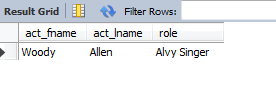 Result Grid Filter Rows:
act_fname act_lname role
Woody Allen Alvy Singer